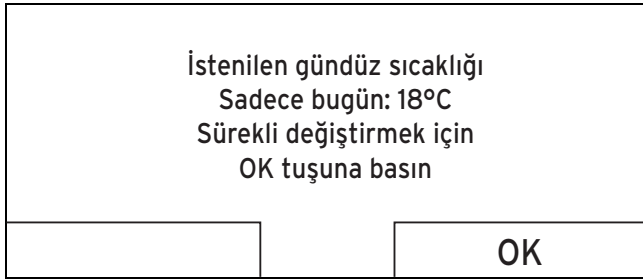 İstenilen gündüz sıcaklığı
Sadece bugün: 18°C
Sürekli değiştirmek için
OK tuşuna basın
OK